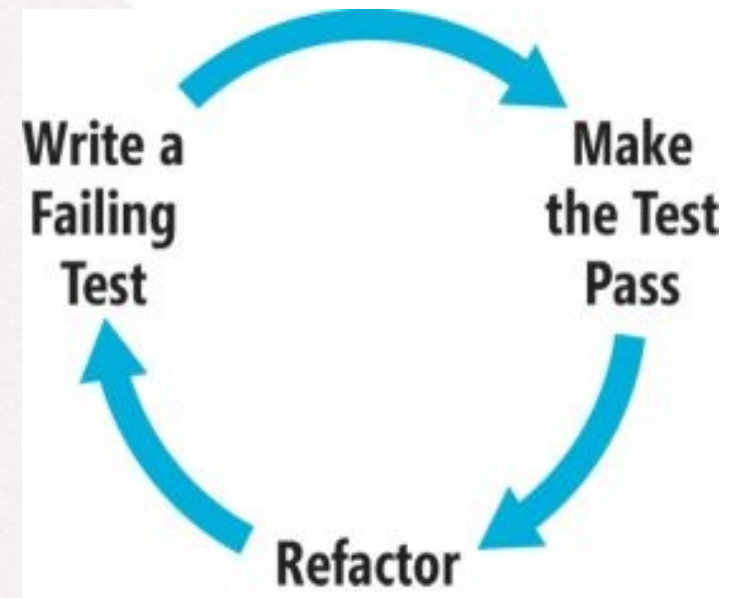 Write a
Failing
Test
Make
the Test
Pass
Refactor